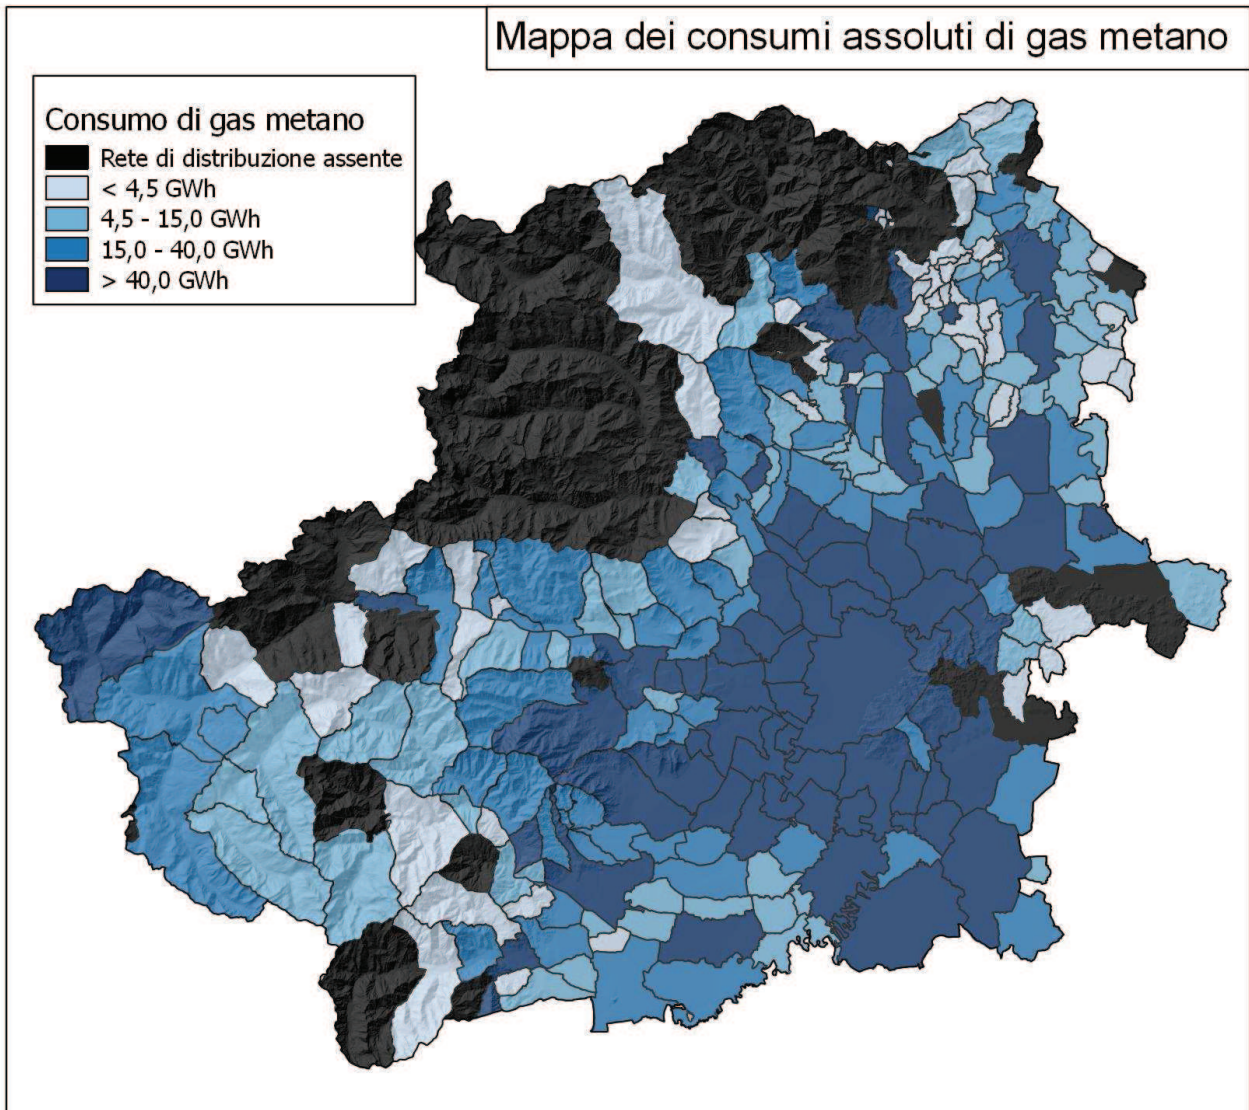 Mappa dei consumi assoluti di gas metano
Consumo di gas metano
Rete di distribuzione assente
< 4,5 GWh
4,5 - 15,0 GWh
15,0 - 40,0 GWh
> 40,0 GWh